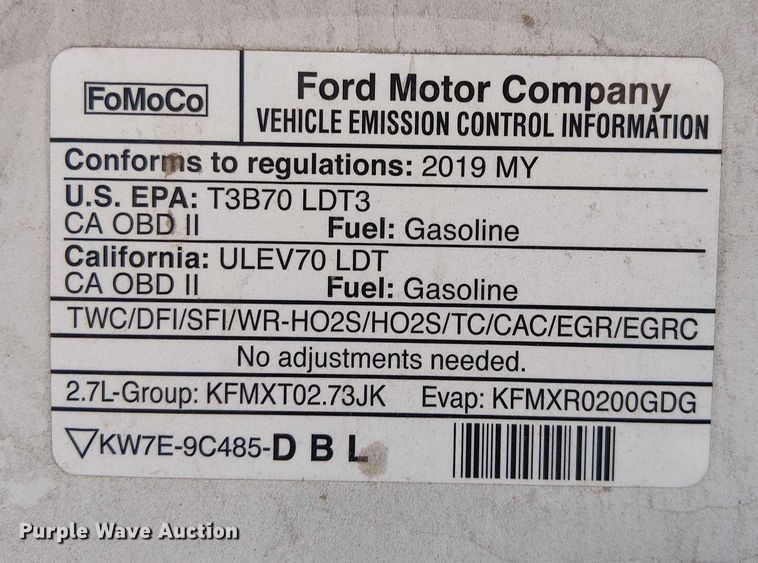 FoMoCo
Ford Motor Company
VEHICLE EMISSION CONTROL INFORMATION
Conforms to regulations: 2019 MY
U.S. EPA: T3B70 LDT3
CA OBD II Fuel: Gasoline
California: ULEV70 LDT
CA OBD II Fuel: Gasoline
TWC/DFI/SFI/WR-HO2S/HO2S/TC/CAC/EGR/EGRC
No adjustments needed.
2.7L-Group: KFMXT02.73JK Evap: KFMXR0200GDG
KW7E-9C485-D B L
Purple Wave Auction